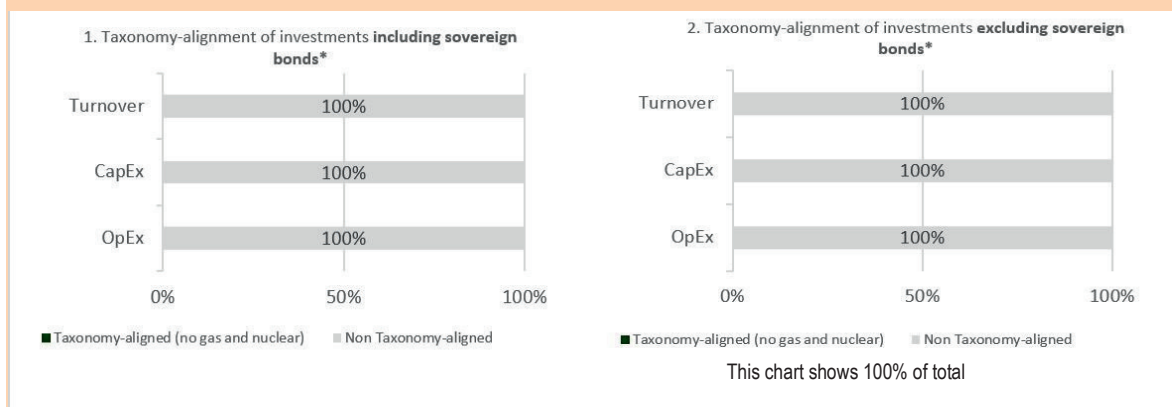 1. Taxonomy-alignment of investments including sovereign
bonds*
Turnover
100%
CapEx
100%
OpEx
100%
0%
50%
100%
Taxonomy-aligned (no gas and nuclear)
Non Taxonomy-aligned
2. Taxonomy-alignment of investments excluding sovereign
bonds*
Turnover
100%
CapEx
100%
OpEx
100%
0%
50%
100%
Taxonomy-aligned (no gas and nuclear)
Non Taxonomy-aligned
This chart shows 100% of total